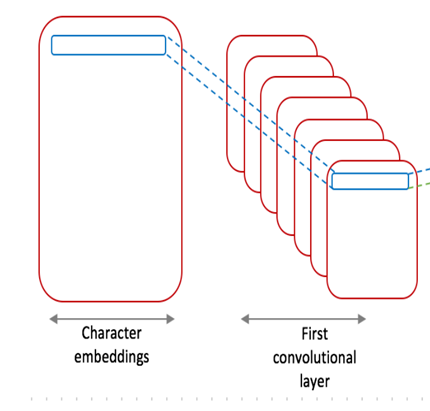 Character
embeddings
First
convolutional
layer